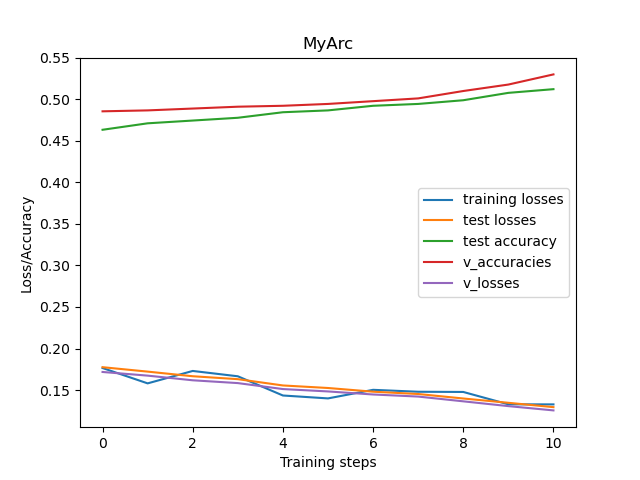 MyArc
0.55
0.50
0.45
0.40
0.35
0.30
0.25
0.20
0.15
Loss/Accuracy
training losses
test losses
test accuracy
v_accuracies
v_losses
0 2 4 6 8 10
Training steps